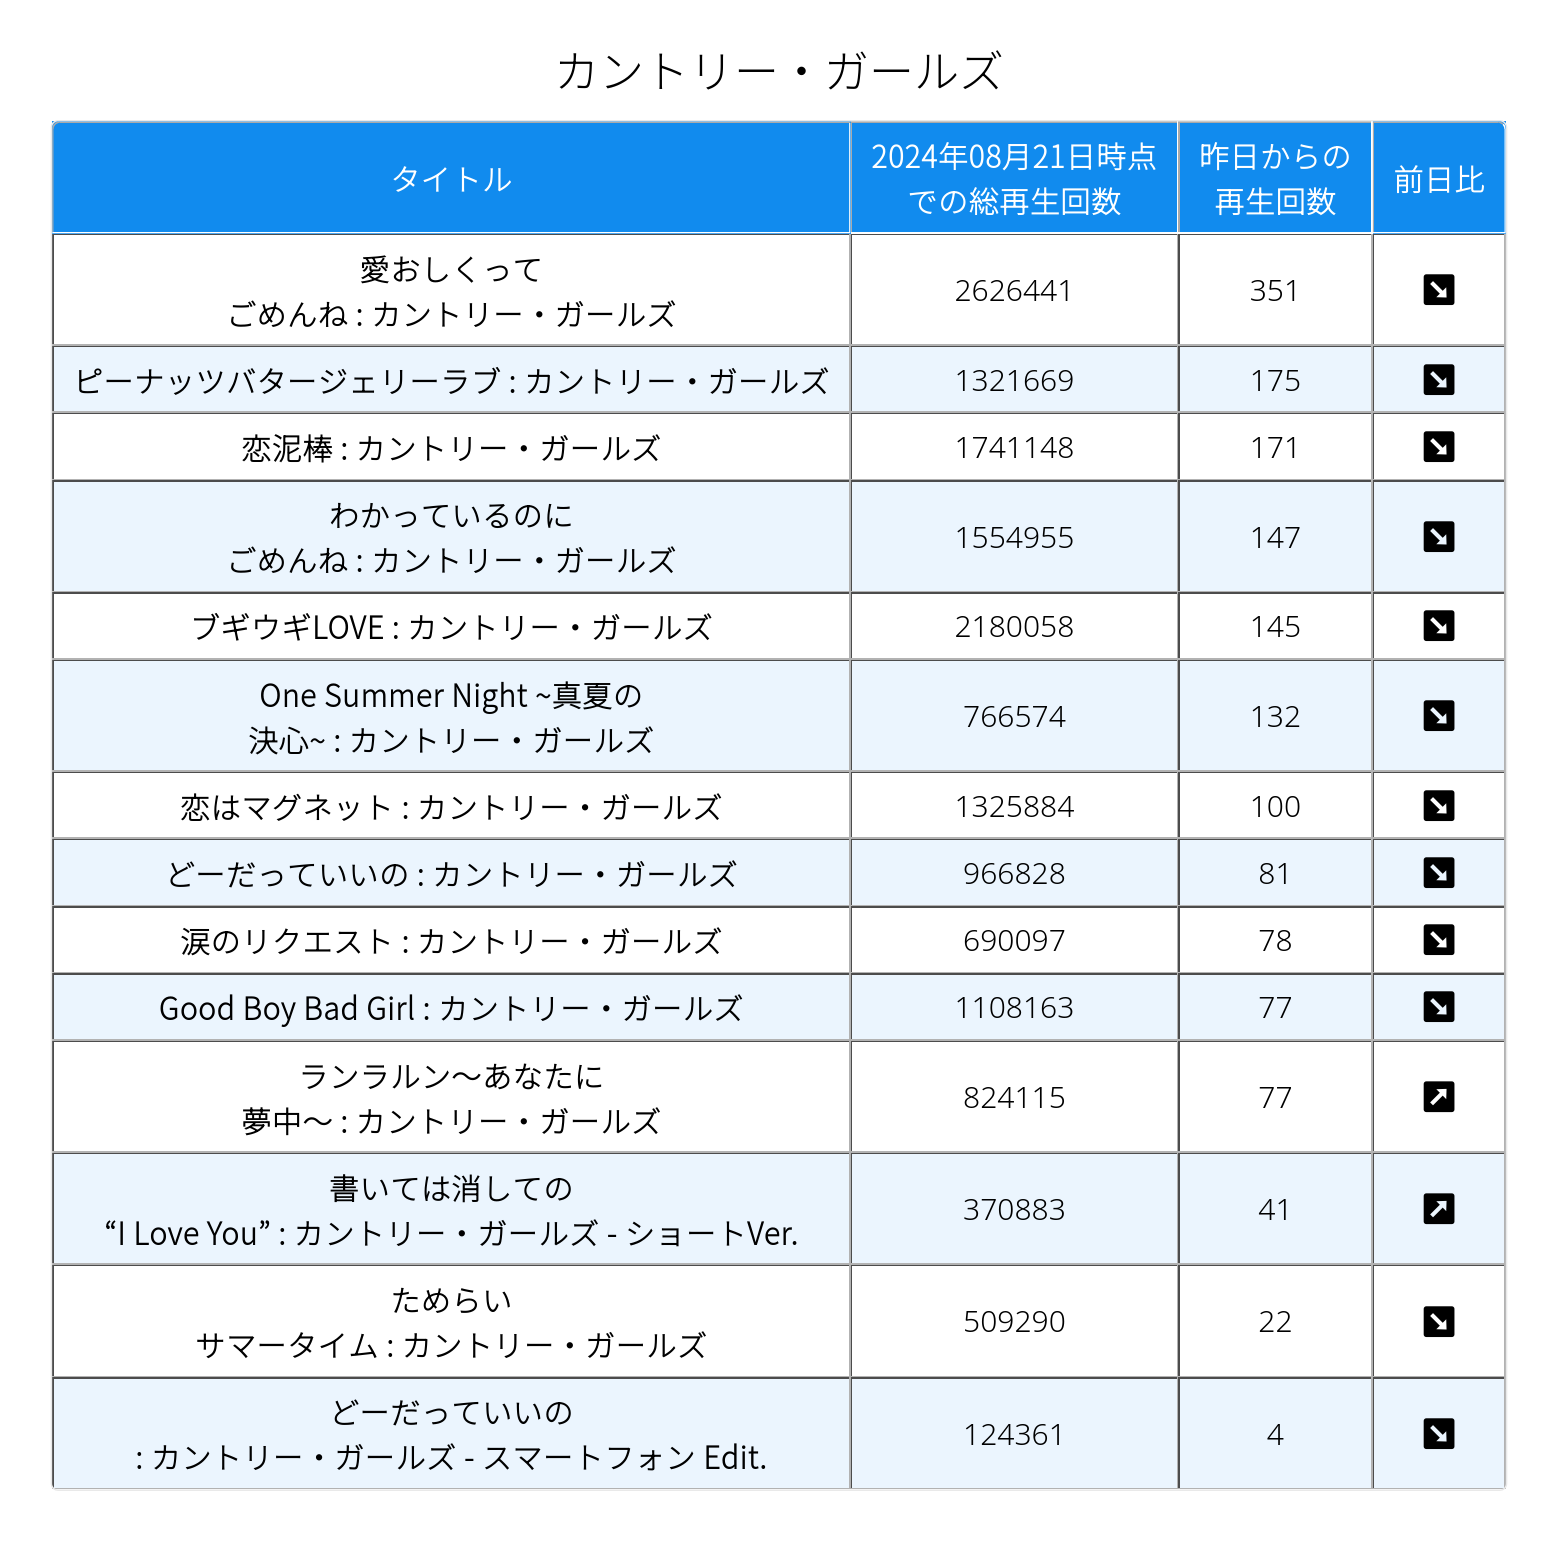 カントリー・ガールズ
タイトル
2024年08月21日時点
での総再生回数
昨日からの
再生回数
前日比
愛おしくって
ごめんね : カントリー・ガールズ
2626441
351
ピーナッツバタージェリーラブ : カントリー・ガールズ
1321669
175
恋泥棒 : カントリー・ガールズ
1741148
171
わかっているのに
ごめんね : カントリー・ガールズ
1554955
147
ブギウギLOVE : カントリー・ガールズ
2180058
145
One Summer Night ~真夏の
決心~ : カントリー・ガールズ
766574
132
恋はマグネット : カントリー・ガールズ
1325884
100
どーだっていいの : カントリー・ガールズ
966828
81
涙のリクエスト : カントリー・ガールズ
690097
78
Good Boy Bad Girl : カントリー・ガールズ
1108163
77
ランラルン〜あなたに
夢中〜 : カントリー・ガールズ
824115
77
書いては消しての
“I Love You” : カントリー・ガールズ - ショートVer.
370883
41
ためらい
サマータイム : カントリー・ガールズ
509290
22
どーだっていいの
: カントリー・ガールズ - スマートフォン Edit.
124361
4